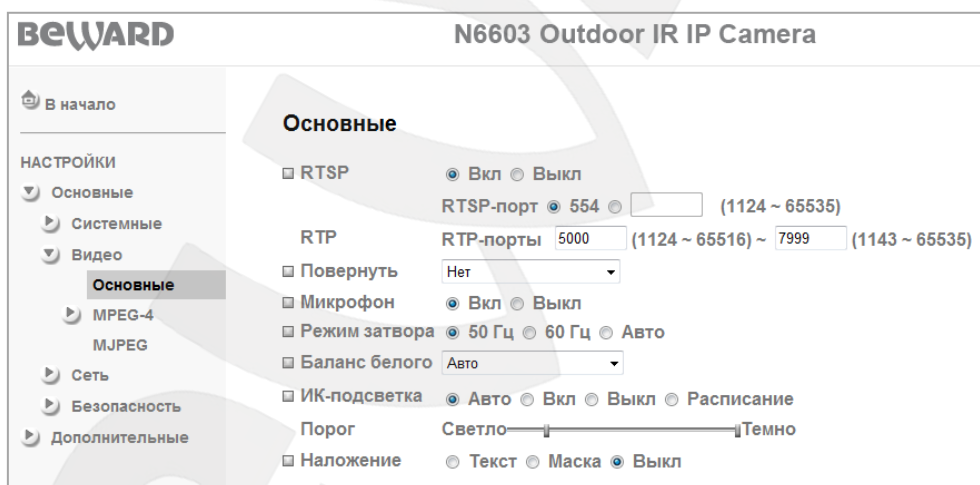 BEWARD
N6603 Outdoor IR IP Camera
В начало
НАСТРОЙКИ
Основные
Системные
Видео
Основные
MPEG-4
MJPEG
Сеть
Безопасность
Дополнительные
Основные
RTSP Вкл Выкл
RTSP-порт 554 (1124 ~ 65535)
RTP RTP-порты 5000 (1124 ~ 65516) ~ 7999 (1143 ~ 65535)
Повернуть Нет
Микрофон Вкл Выкл
Режим затвора 50 Гц 60 Гц Авто
Баланс белого Авто
ИК-подсветка Авто Вкл Выкл Расписание
Порог Светло Темно
Наложение Текст Маска Выкл